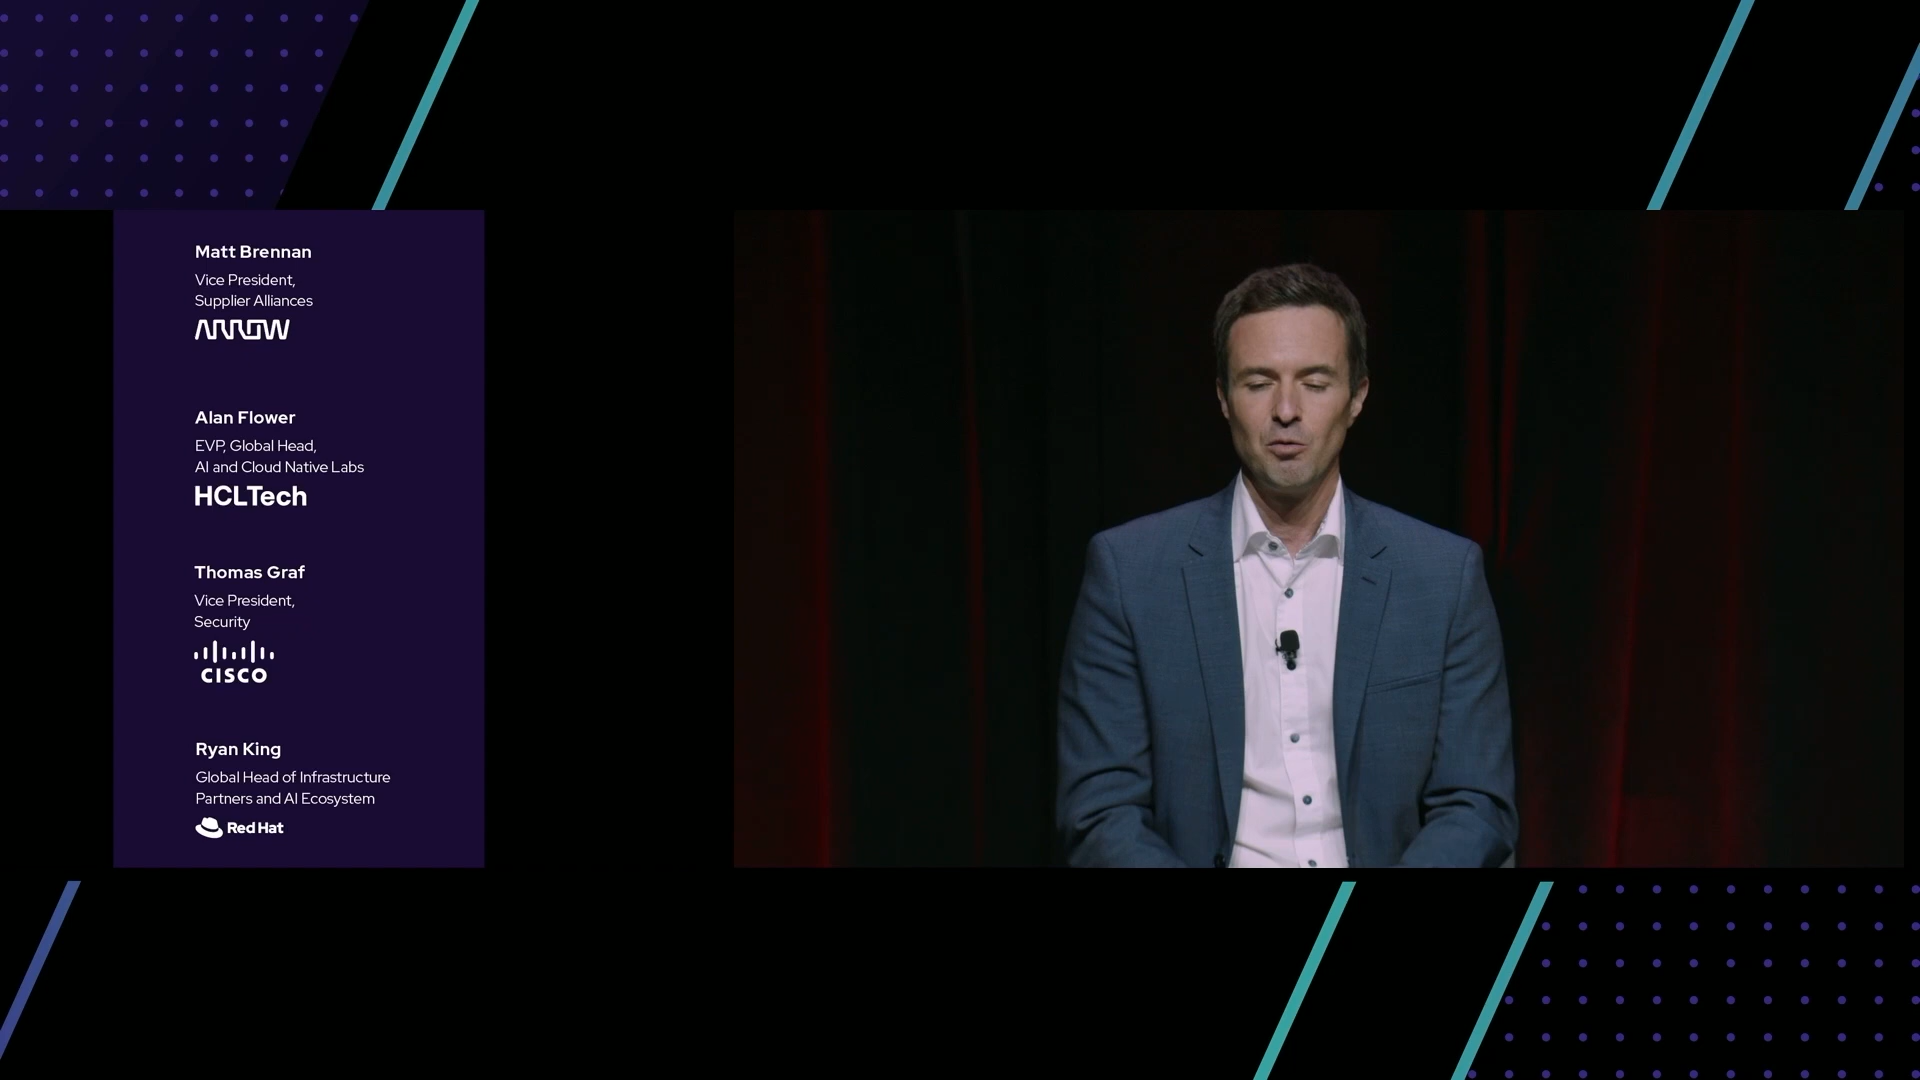 Matt Brennan
Vice President,
Supplier Alliances
ARROW
Alan Flower
EVP, Global Head,
AI and Cloud Native Labs
HCLTech
Thomas Graf
Vice President,
Security
CISCO
Ryan King
Global Head of Infrastructure
Partners and AI Ecosystem
Red Hat